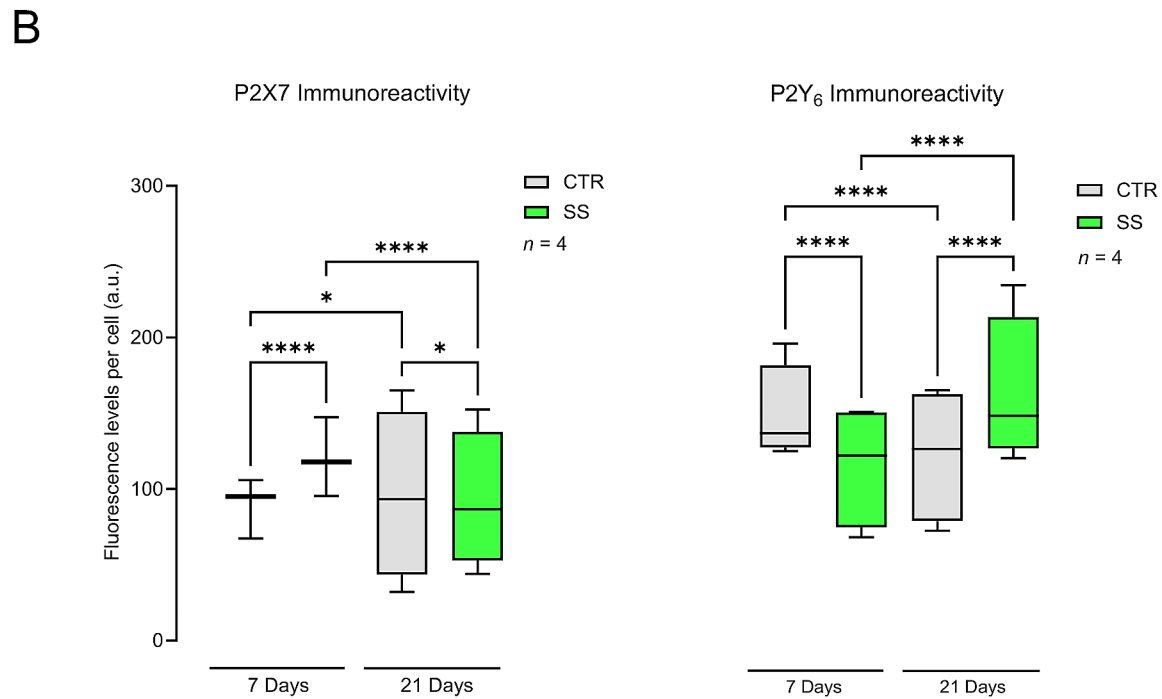 B
P2X7 Immunoreactivity
Fluorescence levels per cell (a.u.)
300
200
100
0
****
*
****
*
CTR
SS
n = 4
7 Days
21 Days
P2Y6 Immunoreactivity
****
****
****
****
CTR
SS
n = 4
7 Days
21 Days